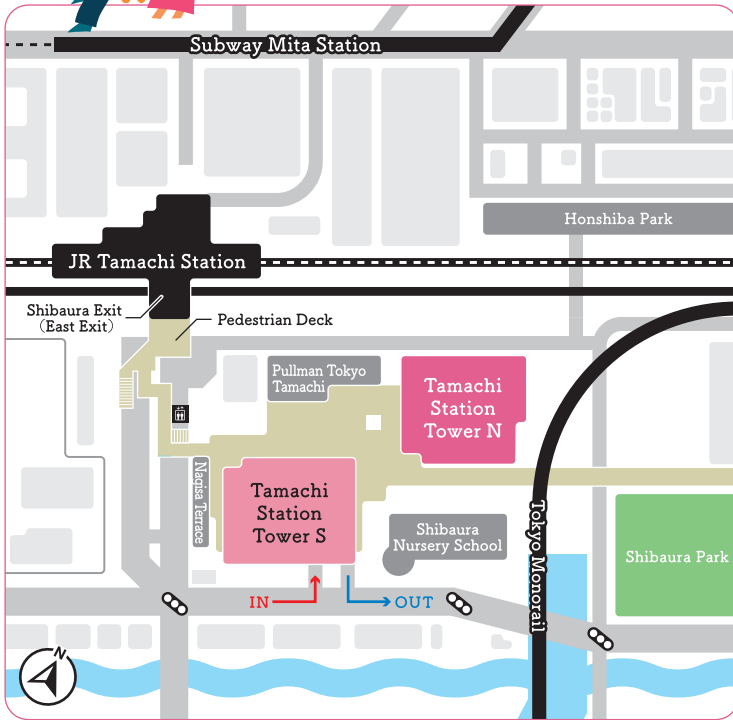 Subway Mita Station
Honshiba Park
JR Tamachi Station
Shibaura Exit
(East Exit)
Pedestrian Deck
Pullman Tokyo
Tamachi
Tamachi
Station
Tower N
Nagisa Terrace
Tamachi
Station
Tower S
Shibaura
Nursery School
Tokyo Monorail
Shibaura Park
IN
OUT
N